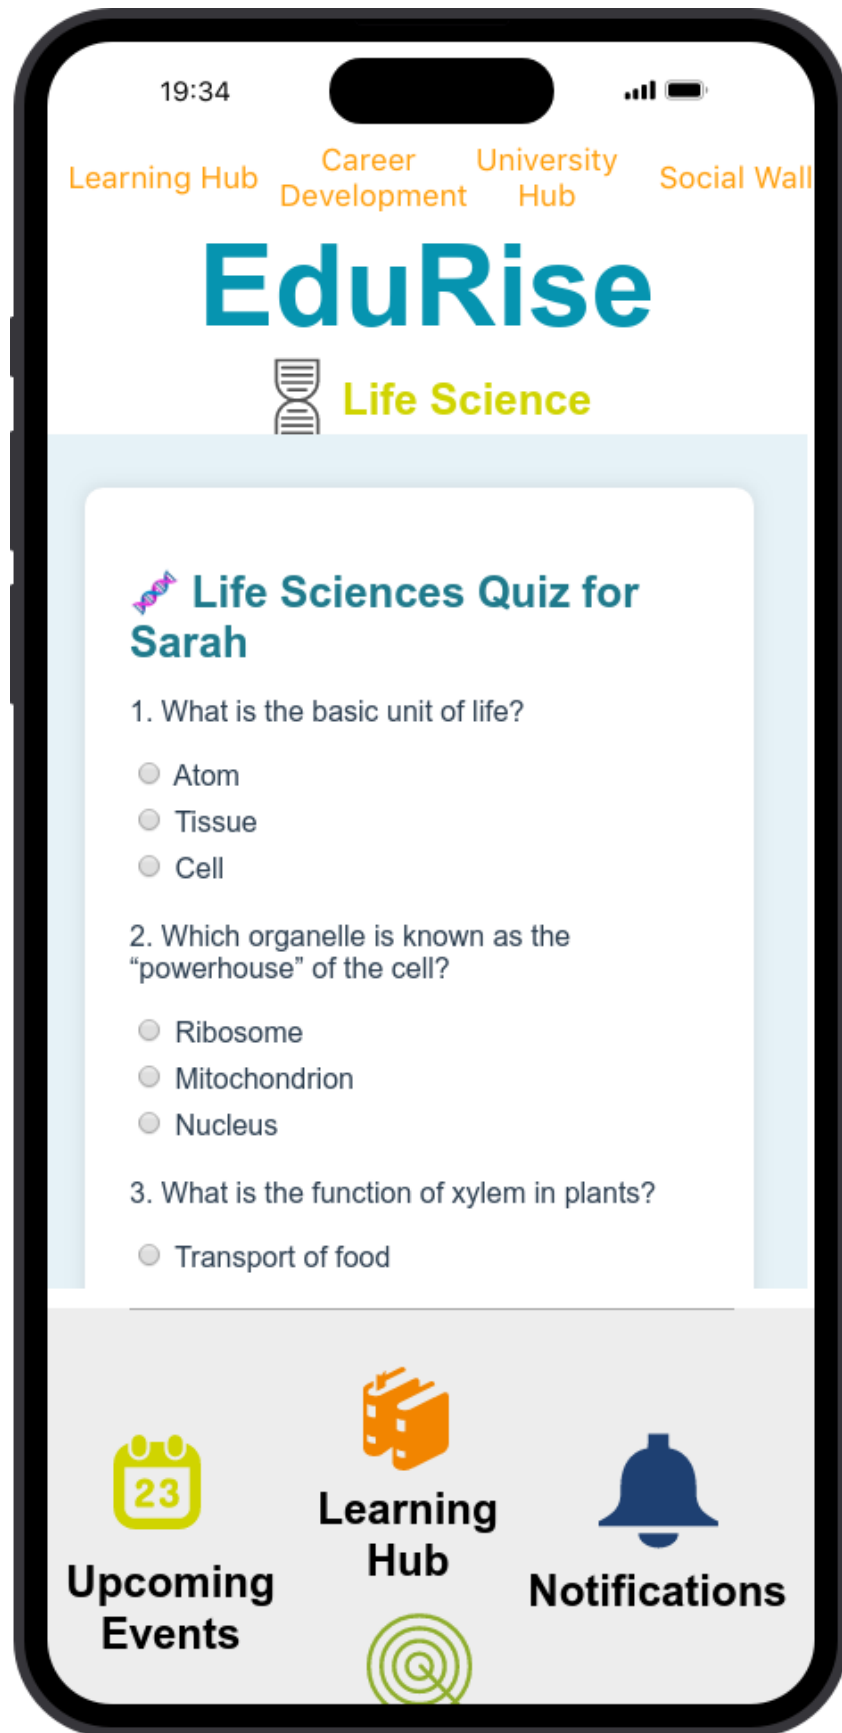 19:34
Learning Hub
Career
Development
University
Hub
Social Wall
EduRise
Life Science
Life Sciences Quiz for
Sarah
1. What is the basic unit of life?
Atom
Tissue
Cell
2. Which organelle is known as the
“powerhouse” of the cell?
Ribosome
Mitochondrion
Nucleus
3. What is the function of xylem in plants?
Transport of food
23
Upcoming
Events
Learning
Hub
Notifications